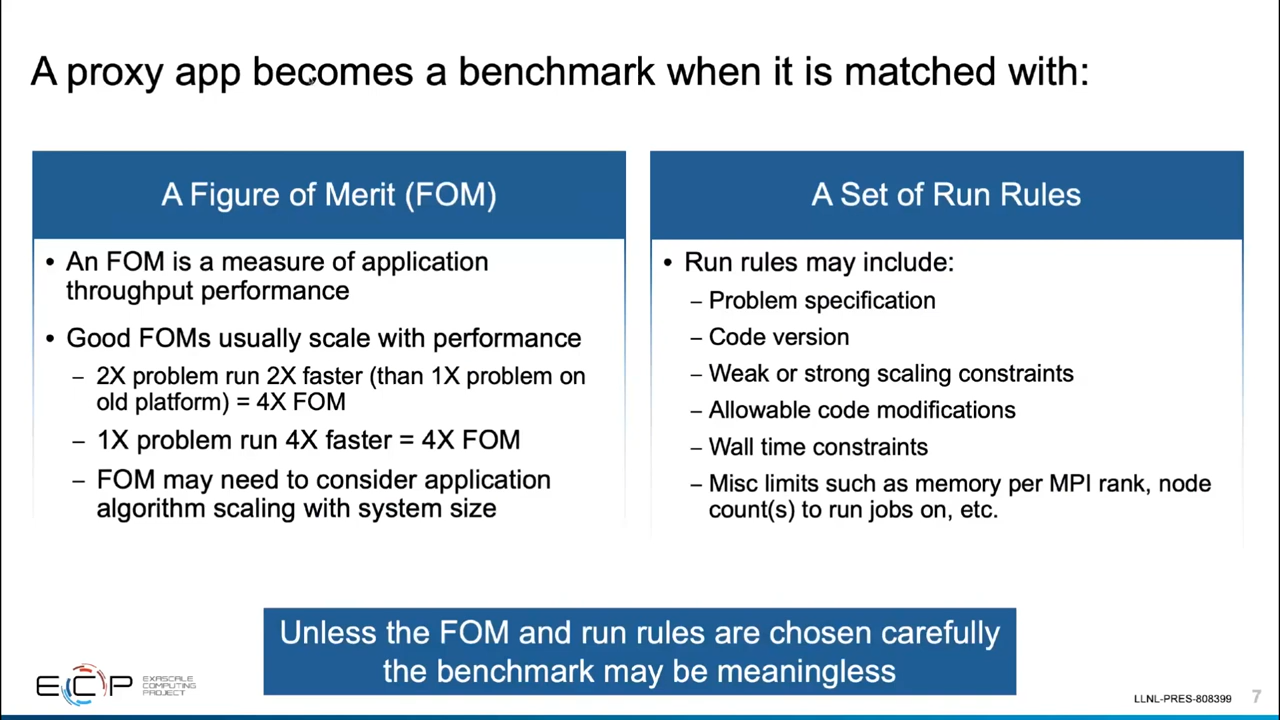 A proxy app becomes a benchmark when it is matched with:
A Figure of Merit (FOM)
• An FOM is a measure of application
throughput performance
• Good FOMs usually scale with performance
– 2X problem run 2X faster (than 1X problem on
old platform) = 4X FOM
– 1X problem run 4X faster = 4X FOM
– FOM may need to consider application
algorithm scaling with system size
A Set of Run Rules
• Run rules may include:
– Problem specification
– Code version
– Weak or strong scaling constraints
– Allowable code modifications
– Wall time constraints
– Misc limits such as memory per MPI rank, node
count(s) to run jobs on, etc.
Unless the FOM and run rules are chosen carefully
the benchmark may be meaningless
ECP
EXASCALE
COMPUTING
PROJECT
LLNL-PRES-808399
7